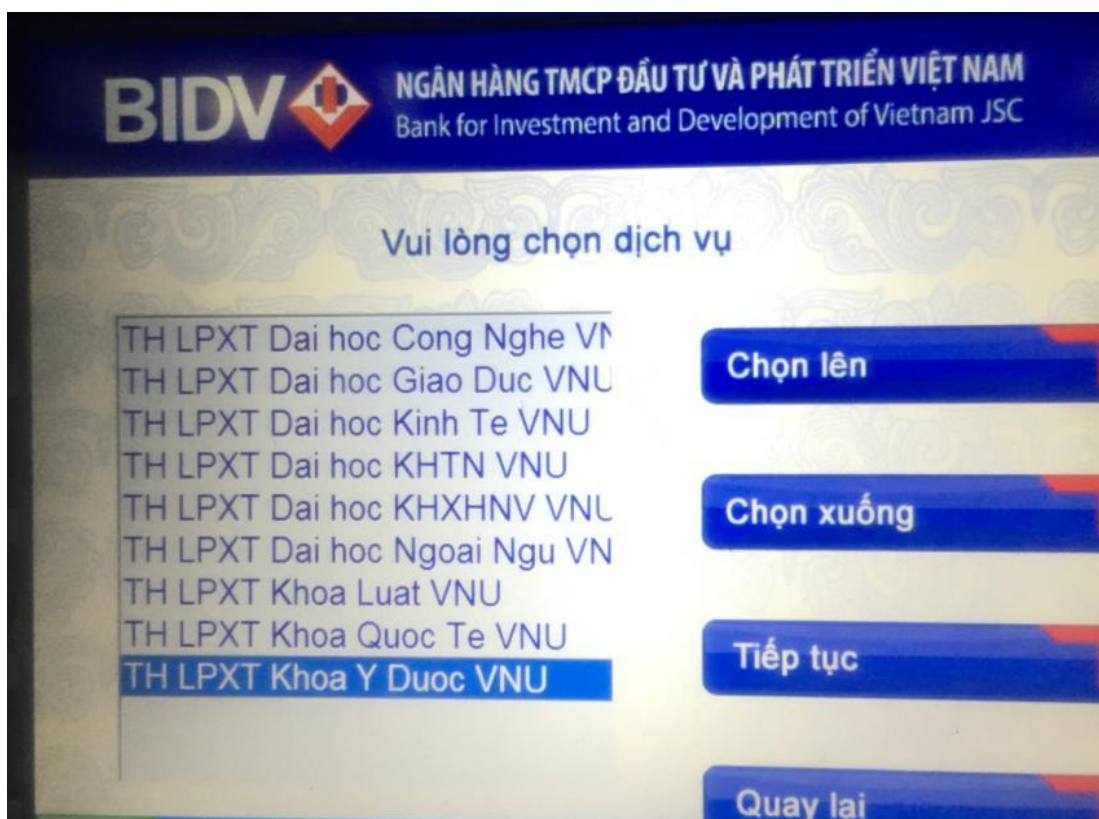 BIDV
NGÂN HÀNG TMCP ĐẦU TƯ VÀ PHÁT TRIỂN VIỆT NAM
Bank for Investment and Development of Vietnam JSC
Vui lòng chọn dịch vụ
TH LPXT Dai hoc Cong Nghe VN
TH LPXT Dai hoc Giao Duc VNU
TH LPXT Dai hoc Kinh Te VNU
TH LPXT Dai hoc KHTN VNU
TH LPXT Dai hoc KHXHNV VNU
TH LPXT Dai hoc Ngoai Ngu VN
TH LPXT Khoa Luat VNU
TH LPXT Khoa Quoc Te VNU
TH LPXT Khoa Y Duoc VNU
Chọn lên
Chọn xuống
Tiếp tục
Quay lại